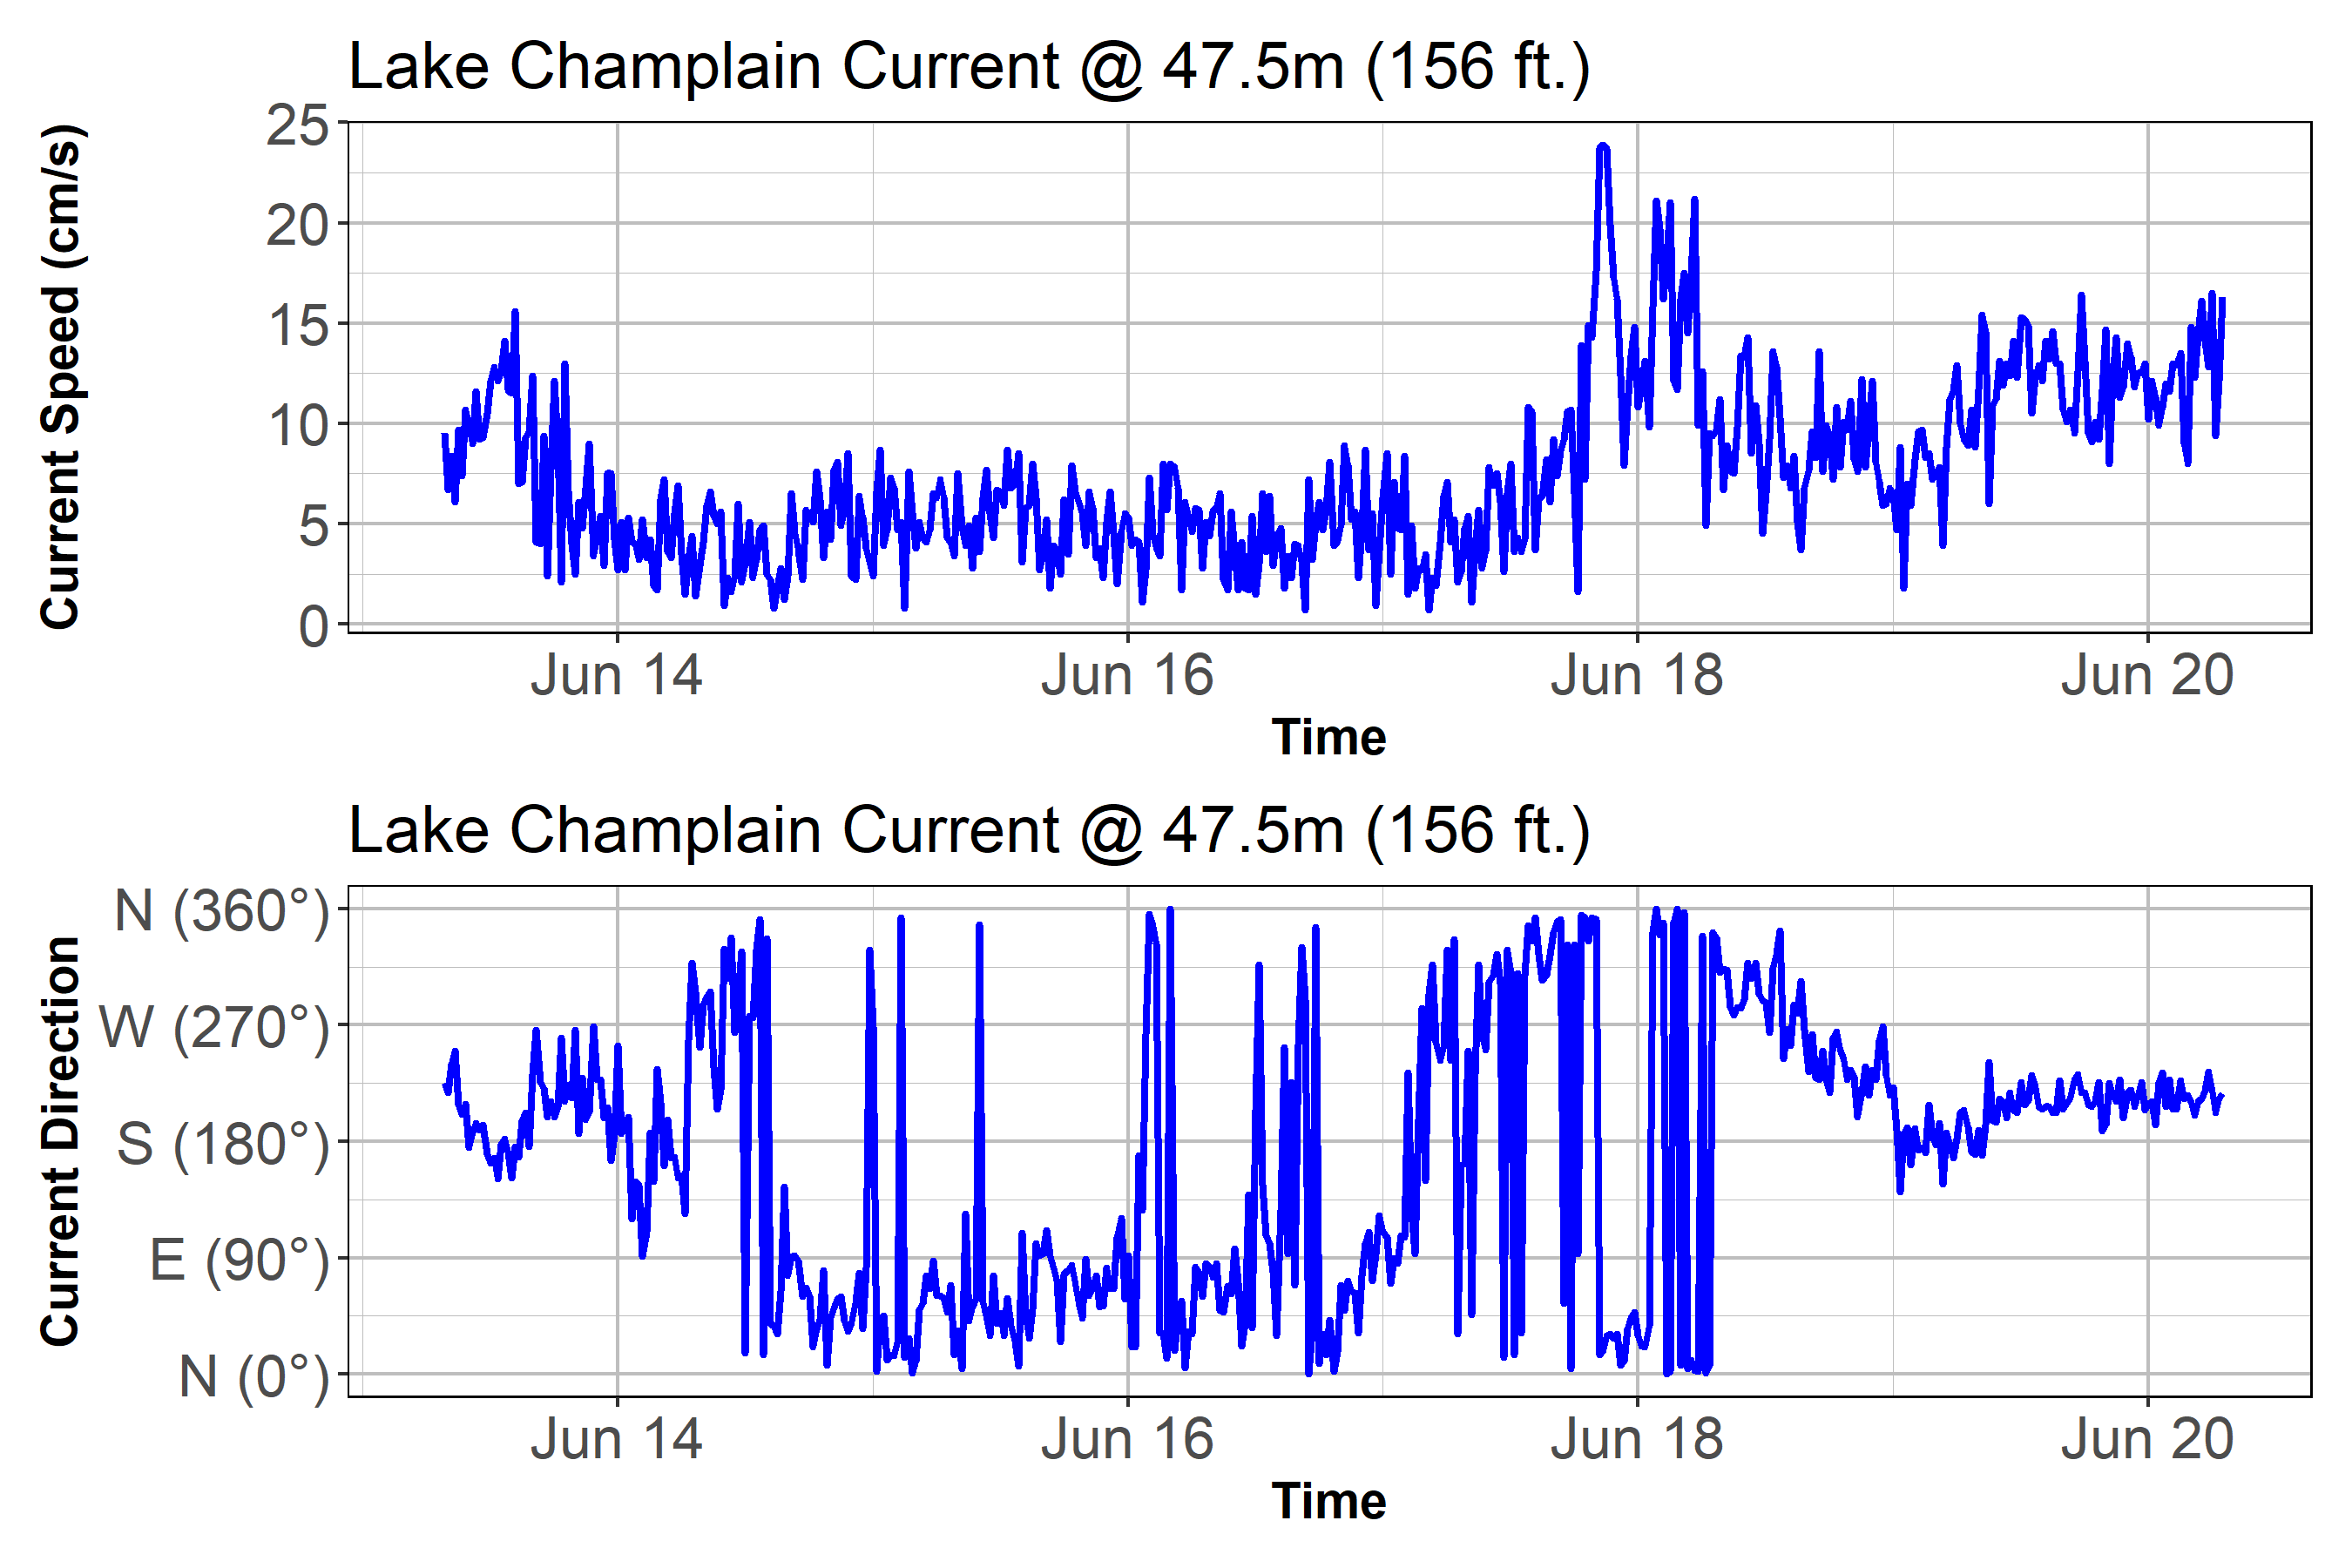 Lake Champlain Current @ 47.5m (156 ft.)
Current Speed (cm/s)
25
20
15
10
5
0
Jun 14 Jun 16 Jun 18 Jun 20
Time
Lake Champlain Current @ 47.5m (156 ft.)
Current Direction
N (360°)
W (270°)
S (180°)
E (90°)
N (0°)
Jun 14 Jun 16 Jun 18 Jun 20
Time